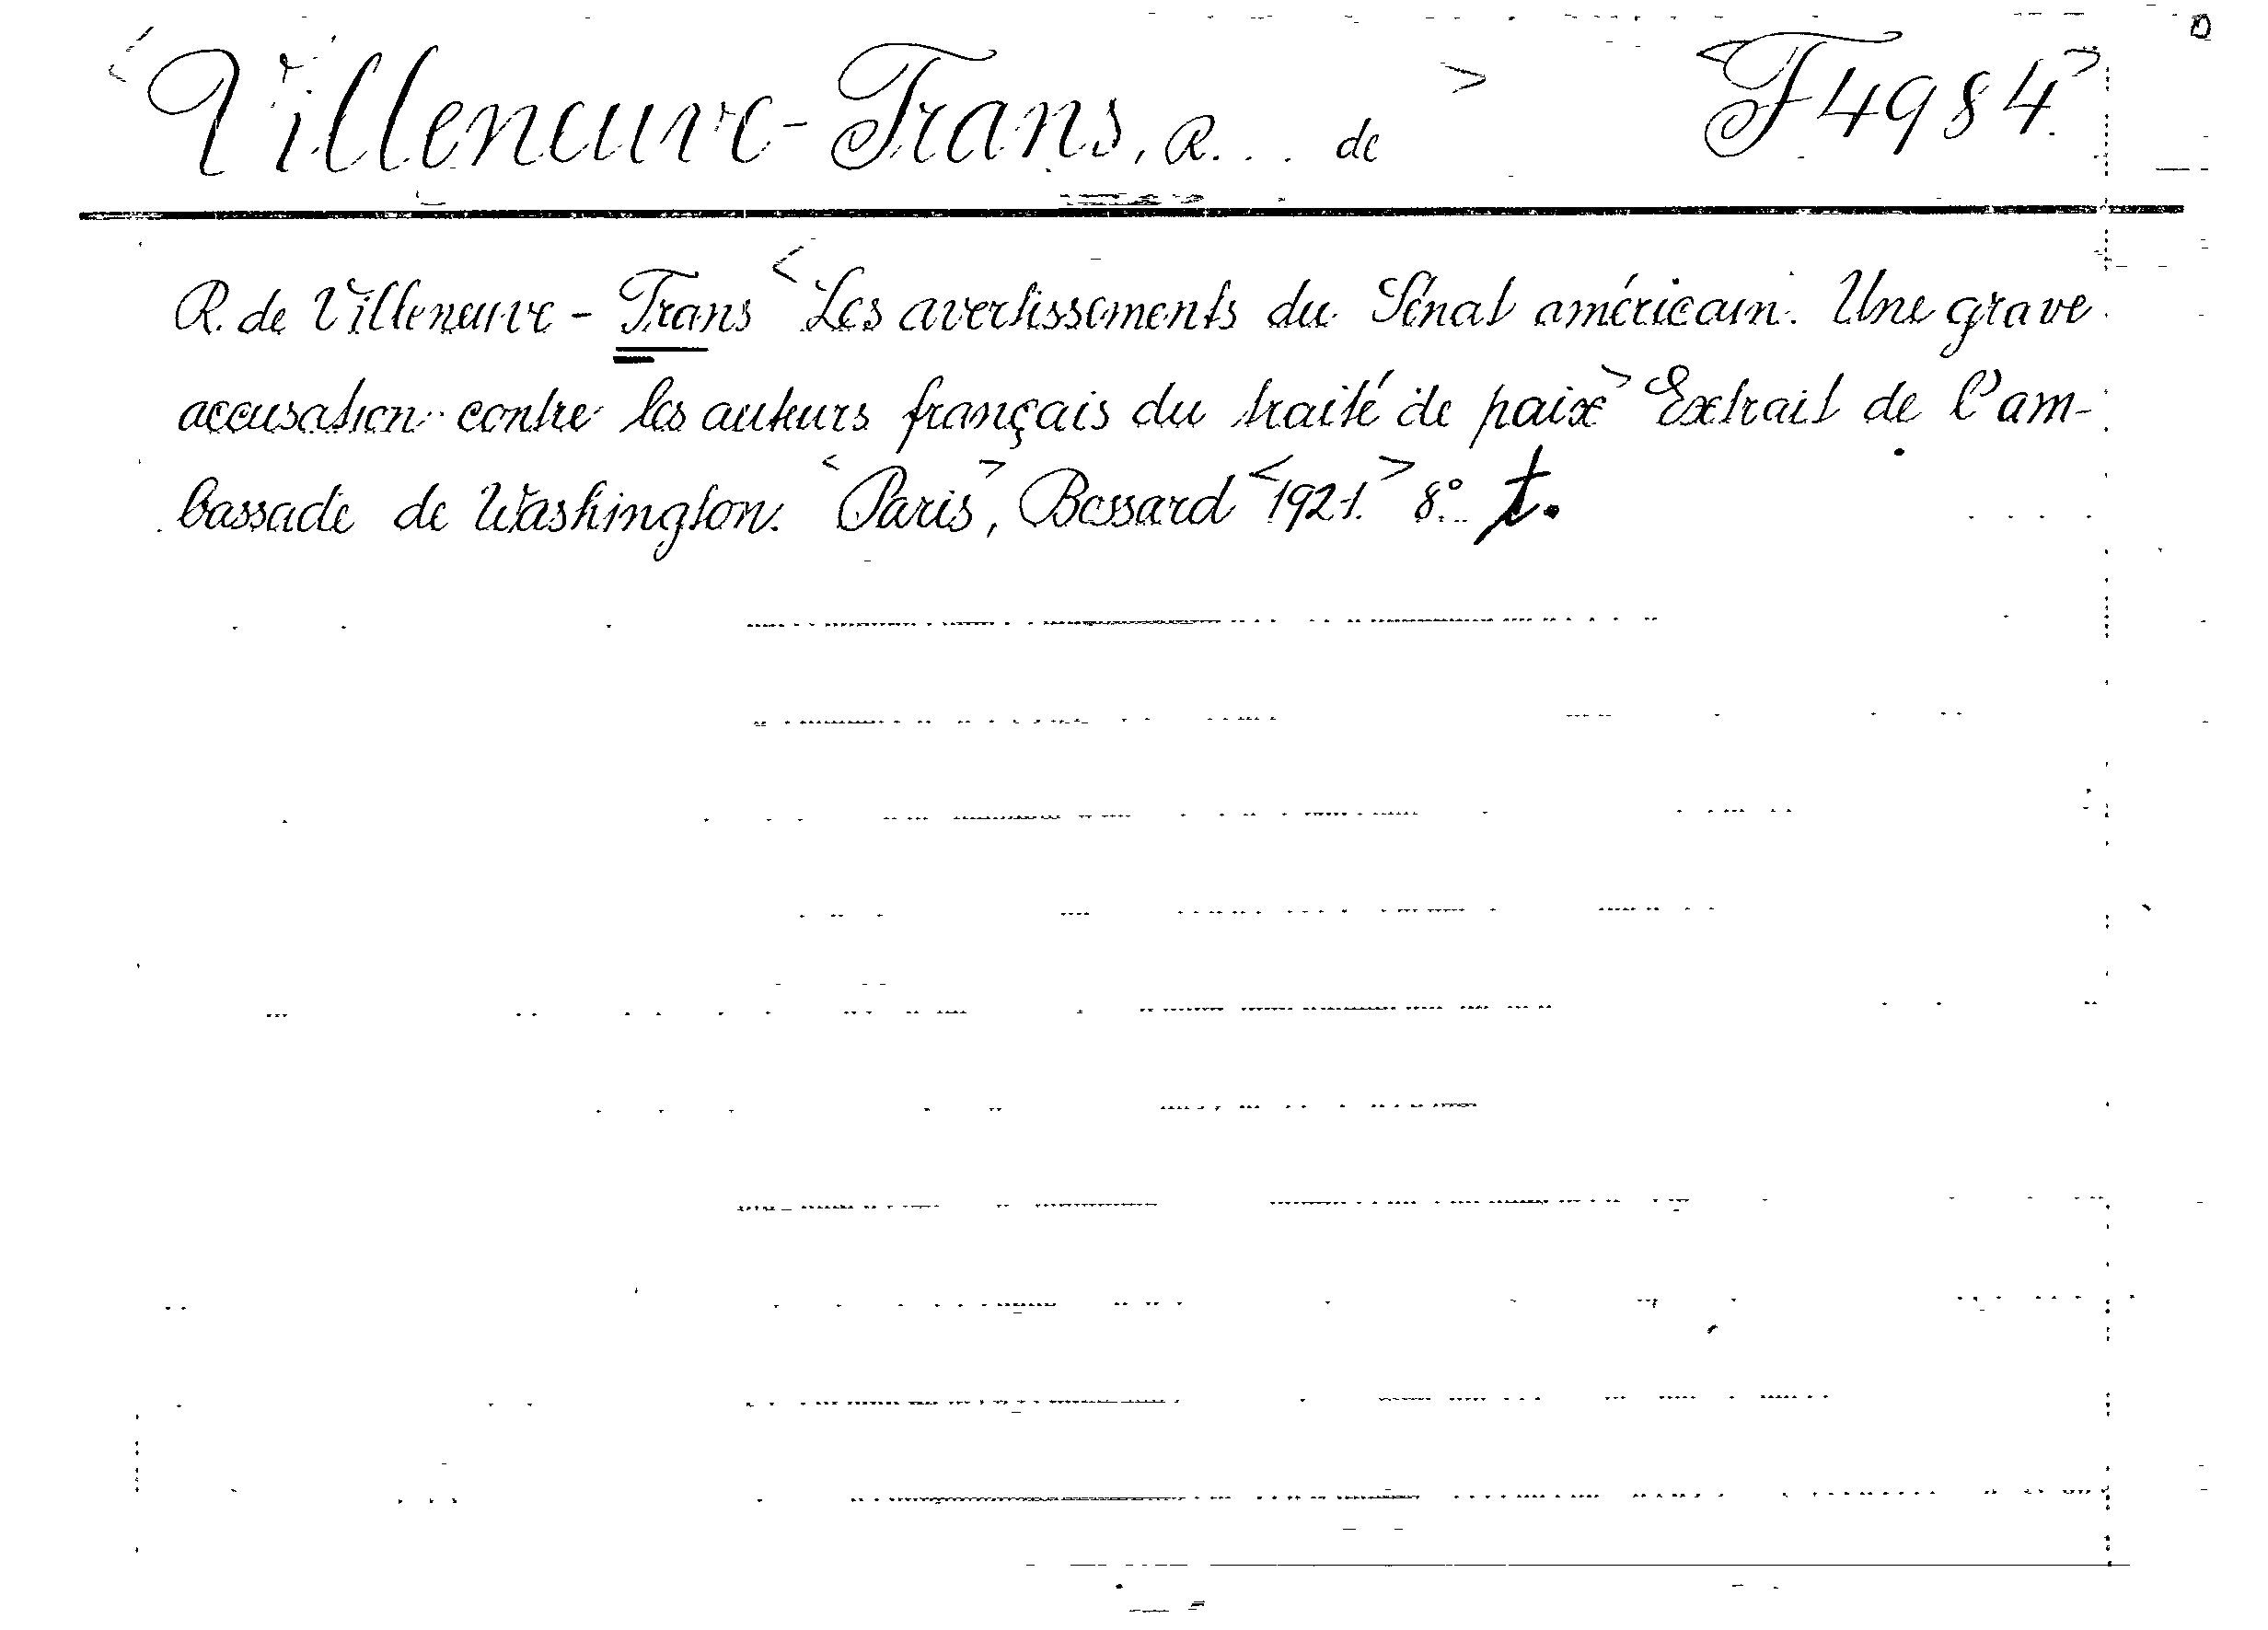 <Villeneuve-Trans, R... de> <F4984>
R. de Villeneuve-Trans <Les avertissements du Sénat américain. Une grave
accusation contre les auteurs français du traité de paix> Extrait de l'am-
bassade de Washington. <Paris>, Bossard <1921.> 8° t.